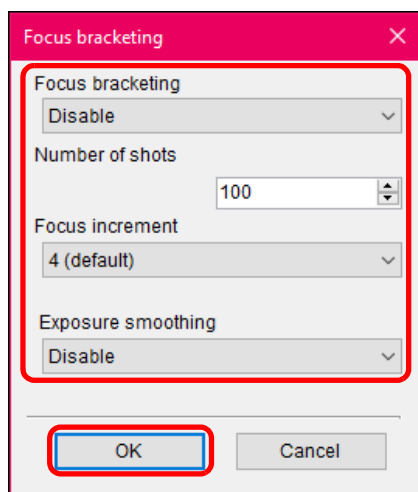 Focus bracketing
Focus bracketing
Disable
Number of shots
100
Focus increment
4 (default)
Exposure smoothing
Disable
OK
Cancel